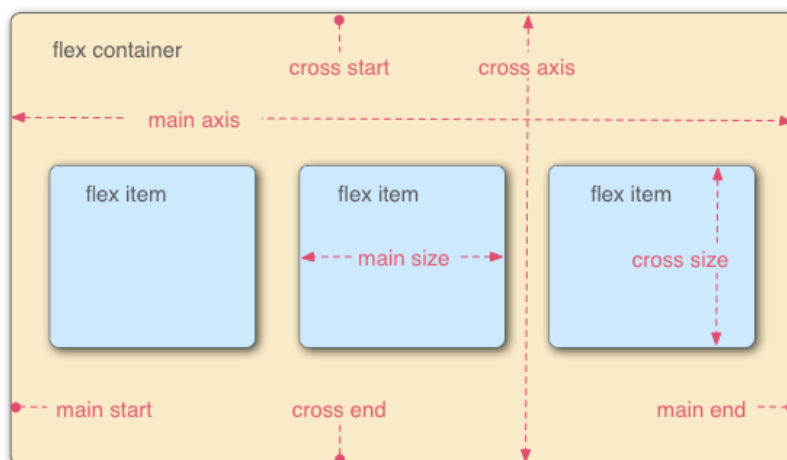 flex container
cross start
cross axis
main axis
flex item
flex item
flex item
main size
cross size
main start
cross end
main end